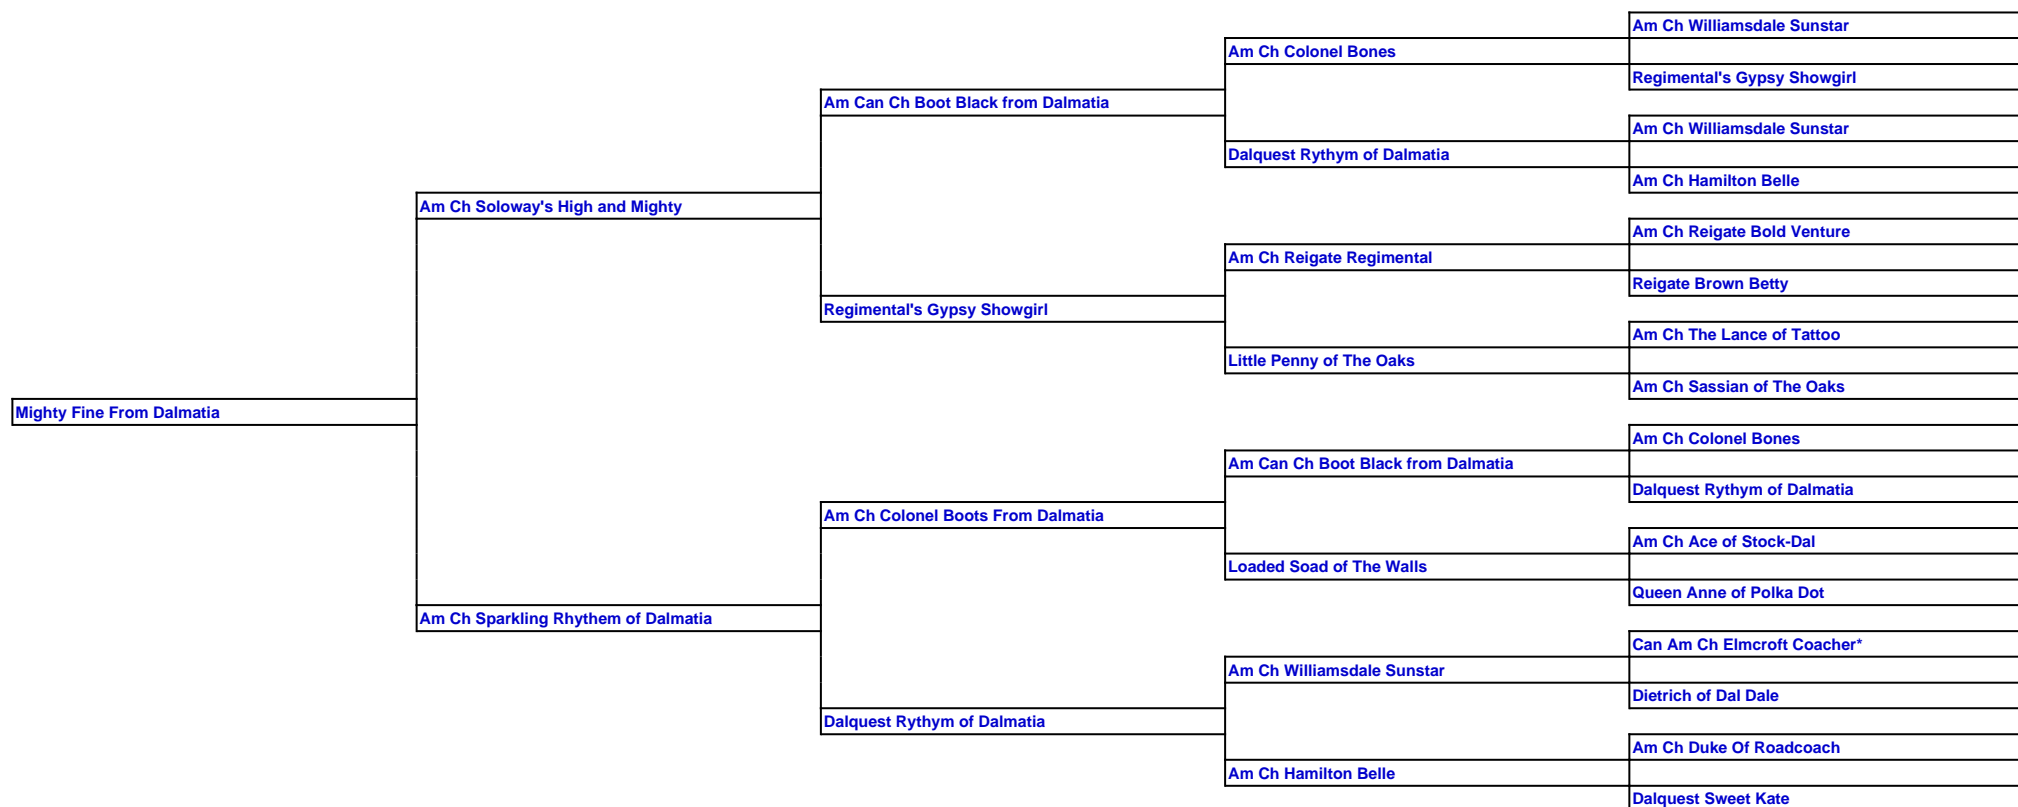 Am Ch Williamsdale Sunstar
Am Ch Colonel Bones
Regimental's Gypsy Showgirl
Am Can Ch Boot Black from Dalmatia
Am Ch Williamsdale Sunstar
Dalquest Rythym of Dalmatia
Am Ch Hamilton Belle
Am Ch Soloway's High and Mighty
Am Ch Reigate Bold Venture
Am Ch Reigate Regimental
Reigate Brown Betty
Regimental's Gypsy Showgirl
Am Ch The Lance of Tattoo
Little Penny of The Oaks
Am Ch Sassian of The Oaks
Mighty Fine From Dalmatia
Am Ch Colonel Bones
Am Can Ch Boot Black from Dalmatia
Dalquest Rythym of Dalmatia
Am Ch Colonel Boots From Dalmatia
Am Ch Ace of Stock-Dal
Loaded Soad of The Walls
Queen Anne of Polka Dot
Am Ch Sparkling Rhythem of Dalmatia
Can Am Ch Elmcroft Coacher*
Am Ch Williamsdale Sunstar
Dietrich of Dal Dale
Dalquest Rythym of Dalmatia
Am Ch Duke Of Roadcoach
Am Ch Hamilton Belle
Dalquest Sweet Kate